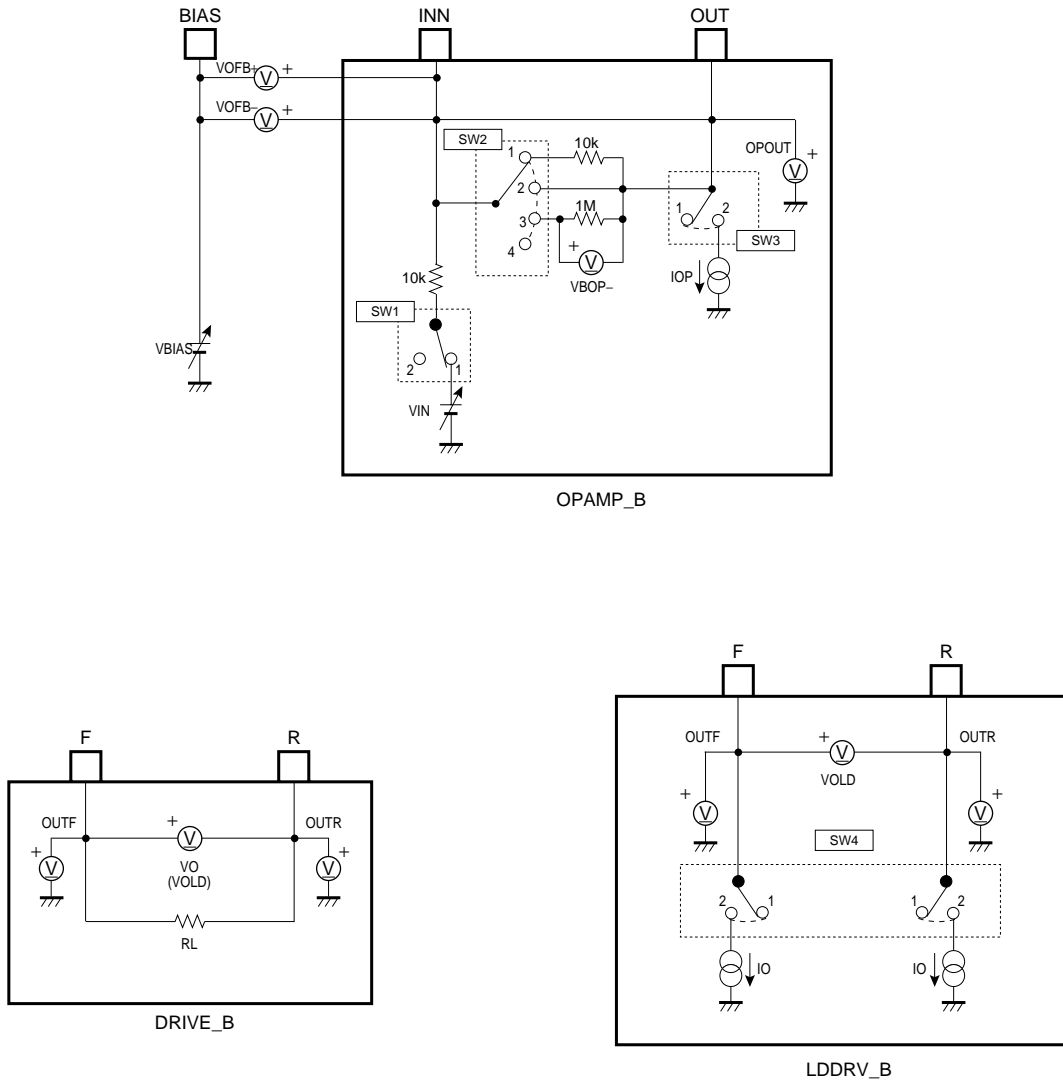 BIAS
INN
OUT
VOFB+
V
+
VOFB−
V
+
SW2
1
10k
2
1M
3
4
+
V
VBOP−
OPOUT
+
V
1
2
SW3
IOP
10k
SW1
2
1
VBIAS
VIN
OPAMP_B
F
R
OUTF
+
V
OUTR
+
V
+
V
VO
(VOLD)
RL
DRIVE_B
F
R
OUTF
+
V
VOLD
OUTR
+
V
+
V
SW4
2
1
1
2
IO
IO
LDDRV_B